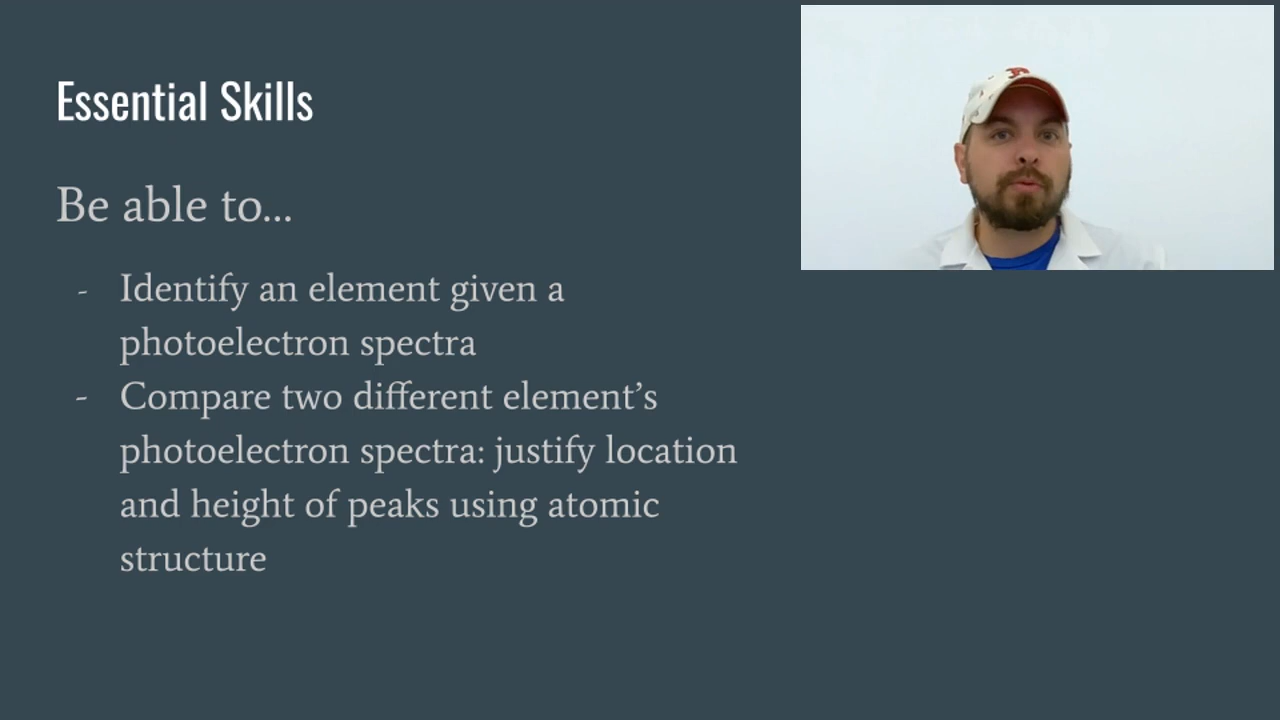 Essential Skills
Be able to...
- Identify an element given a
photoelectron spectra
- Compare two different element’s
photoelectron spectra: justify location
and height of peaks using atomic
structure